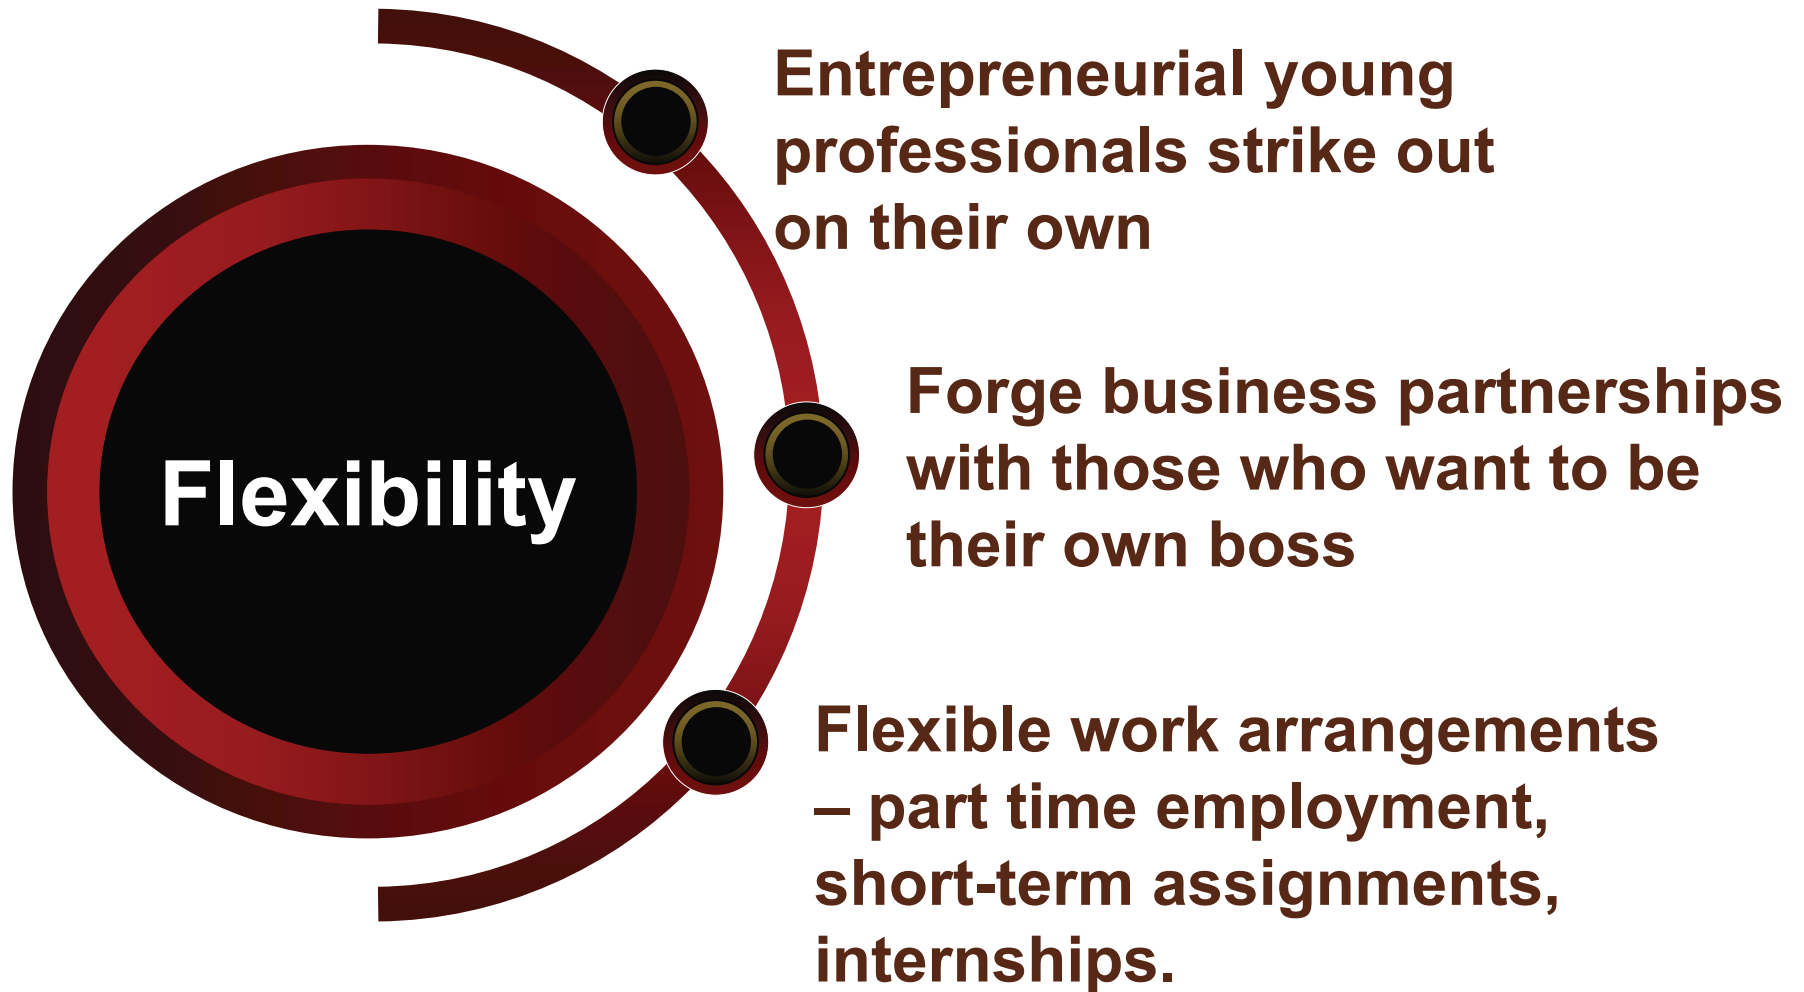 Flexibility
Entrepreneurial young
professionals strike out
on their own
Forge business partnerships
with those who want to be
their own boss
Flexible work arrangements
– part time employment,
short-term assignments,
internships.